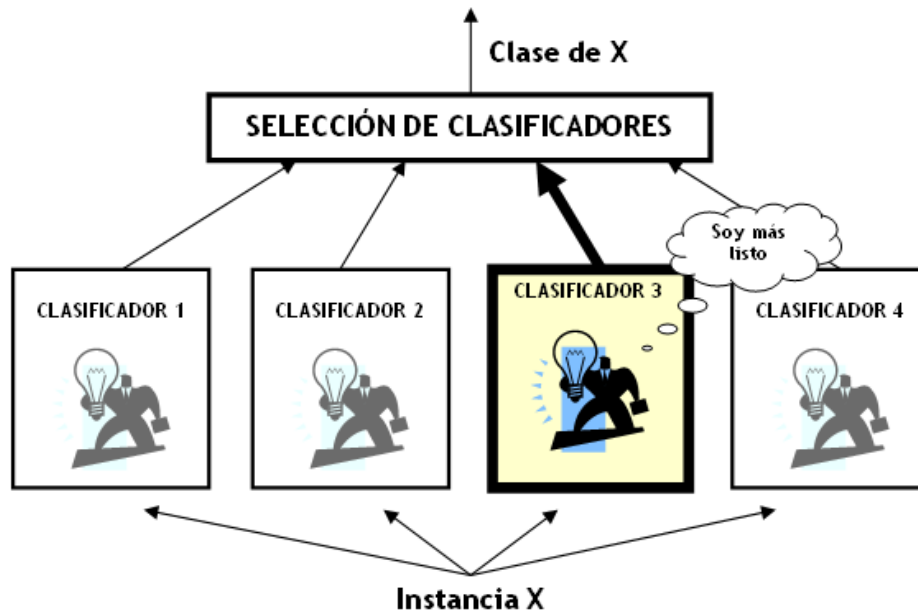 Clase de X
SELECCIÓN DE CLASIFICADORES
Soy más
listo
CLASIFICADOR 1
CLASIFICADOR 2
CLASIFICADOR 3
CLASIFICADOR 4
Instancia X